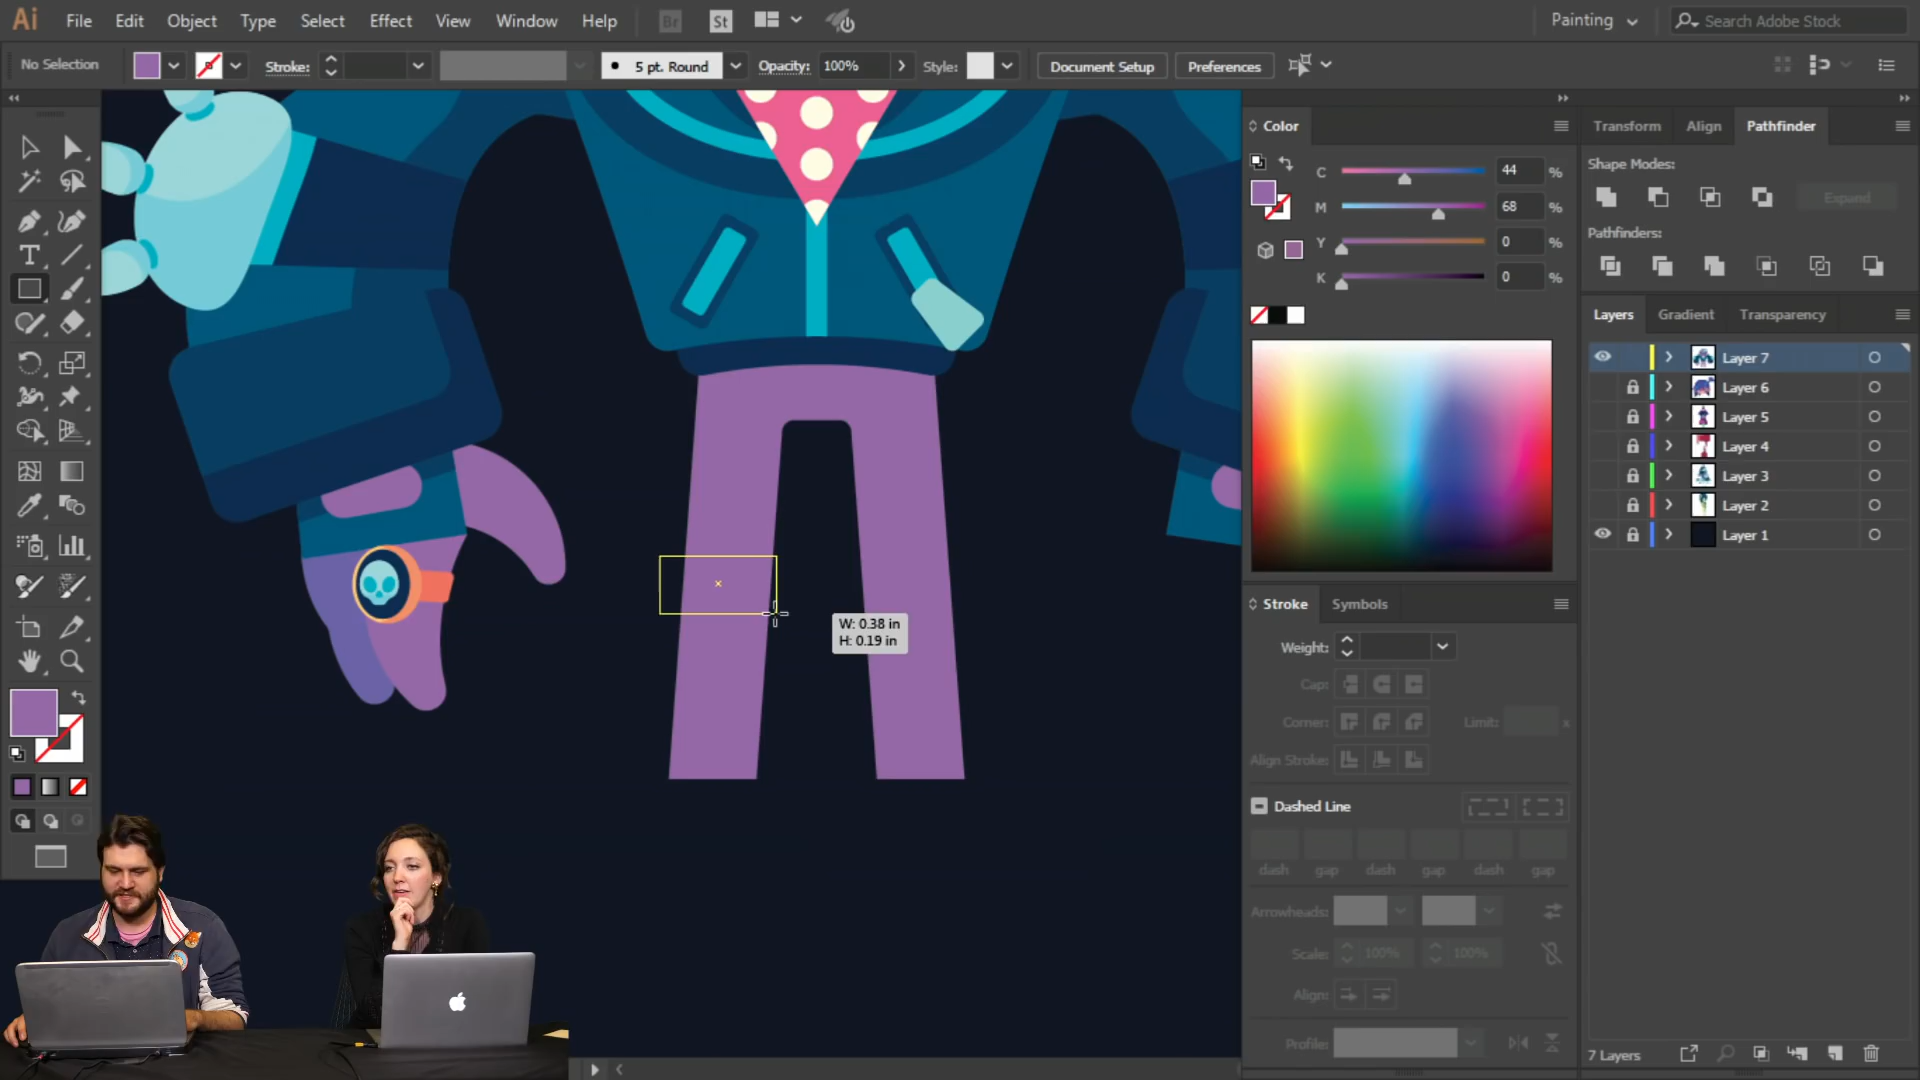 Ai File Edit Object Type Select Effect View Window Help Br St Painting Search Adobe Stock
No Selection Stroke: 5 pt. Round Opacity: 100% Style: Document Setup Preferences
Color
C 44 %
M 68 %
Y 0 %
K 0 %
Transform Align Pathfinder
Shape Modes:
Expand
Pathfinders:
Layers Gradient Transparency
Layer 7
Layer 6
Layer 5
Layer 4
Layer 3
Layer 2
Layer 1
T
W: 0.38 in
H: 0.19 in
Stroke Symbols
Weight:
Cap:
Corner: Limit: x
Align Stroke:
Dashed Line
dash gap dash gap dash gap
Arrowheads:
Scale: 100% 100%
Align:
Profile:
7 Layers